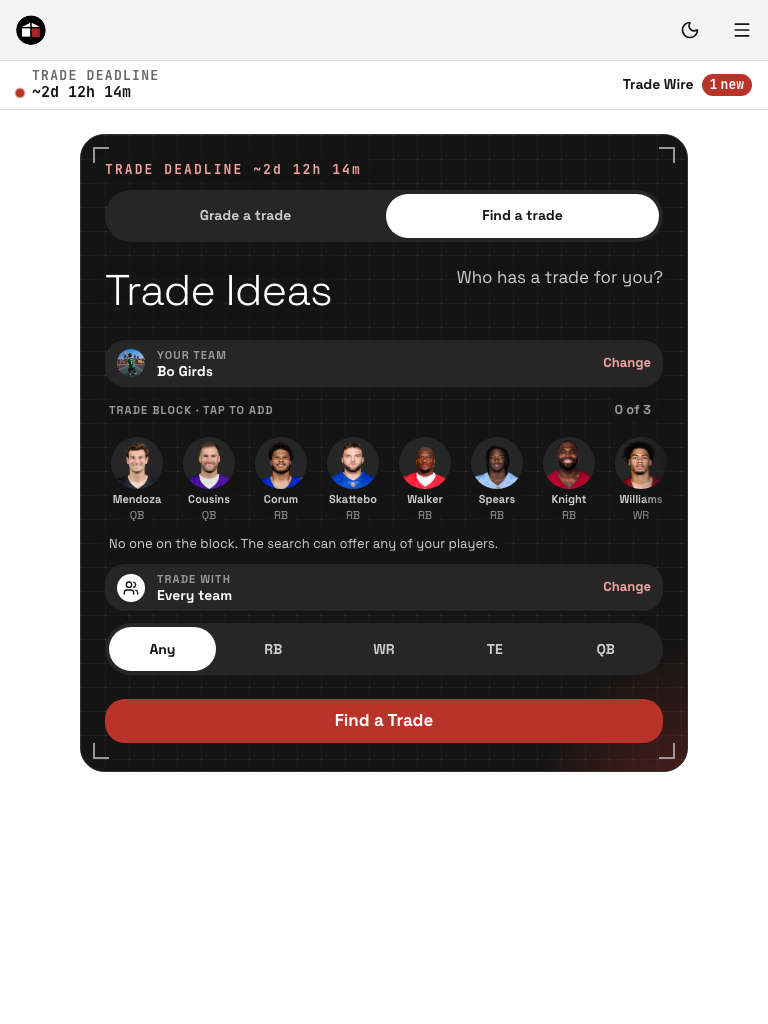 TRADE DEADLINE
~2d 12h 14m
Trade Wire
1 new
TRADE DEADLINE ~2d 12h 14m
Grade a trade
Find a trade
Trade Ideas
Who has a trade for you?
YOUR TEAM
Bo Girds
Change
TRADE BLOCK · TAP TO ADD
0 of 3
Mendoza
QB
Cousins
QB
Corum
RB
Skattebo
RB
Walker
RB
Spears
RB
Knight
RB
Williams
WR
No one on the block. The search can offer any of your players.
TRADE WITH
Every team
Change
Any
RB
WR
TE
QB
Find a Trade